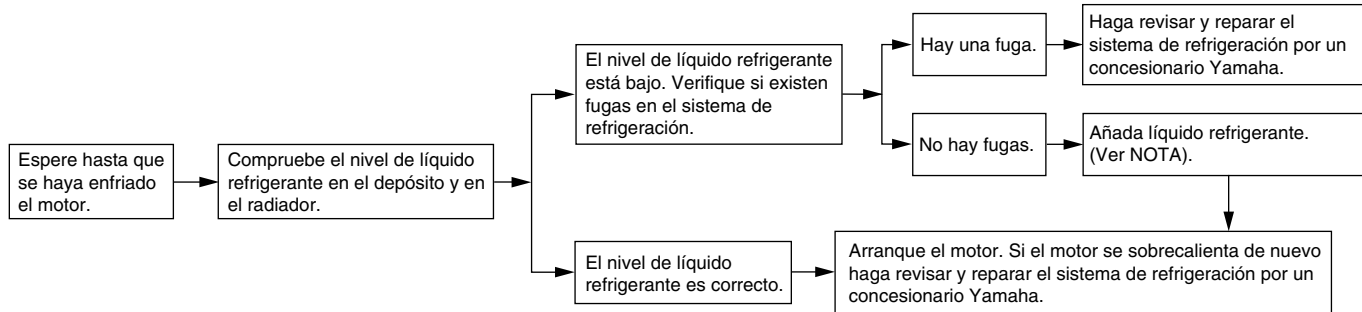 Espere hasta que
se haya enfriado
el motor.
Compruebe el nivel de líquido
refrigerante en el depósito y en
el radiador.
El nivel de líquido refrigerante
está bajo. Verifique si existen
fugas en el sistema de
refrigeración.
Hay una fuga.
Haga revisar y reparar el
sistema de refrigeración por un
concesionario Yamaha.
No hay fugas.
Añada líquido refrigerante.
(Ver NOTA).
El nivel de líquido
refrigerante es correcto.
Arranque el motor. Si el motor se sobrecalienta de nuevo
haga revisar y reparar el sistema de refrigeración por un
concesionario Yamaha.